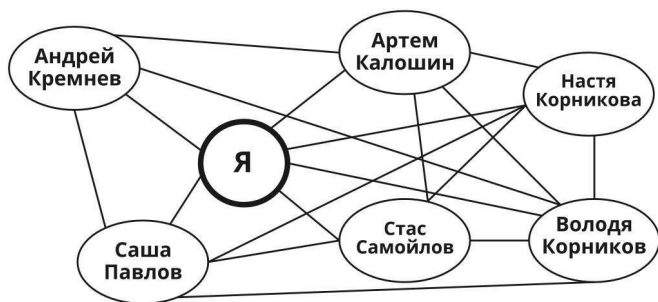 Андрей
Кремнев
Артем
Калошин
Настя
Корникова
Я
Саша
Павлов
Стас
Самойлов
Володя
Корников